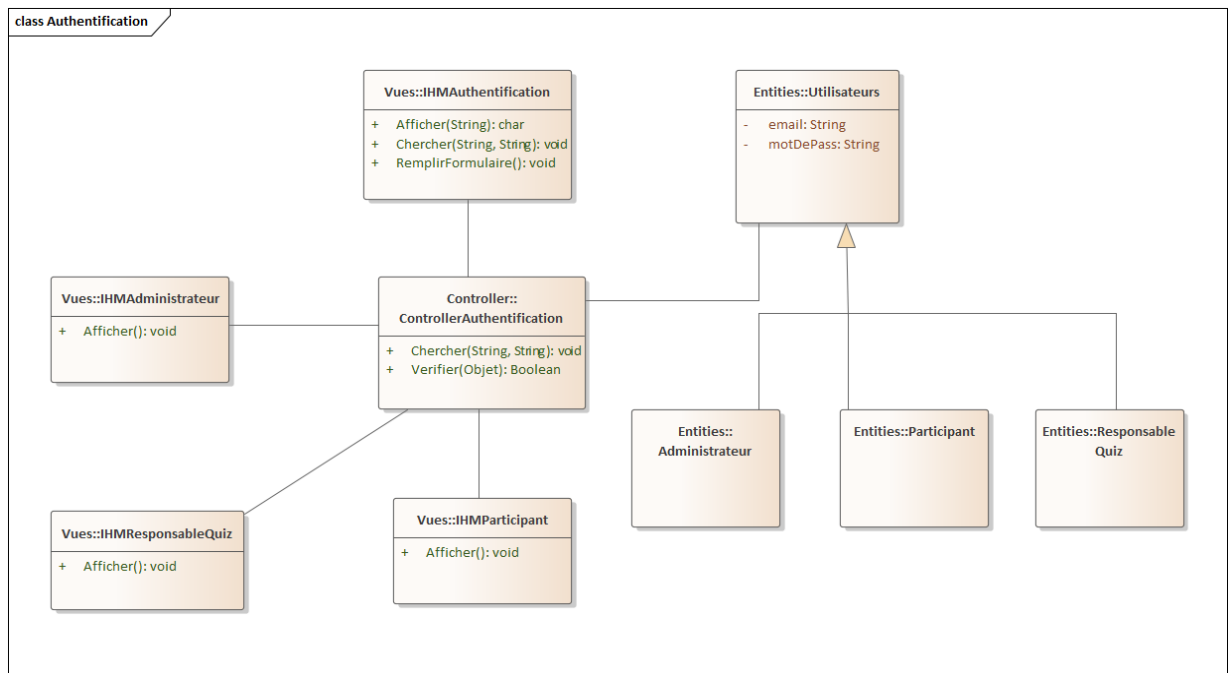 class Authentification
Vues::IHMAuthentification
+ Afficher(String): char
+ Chercher(String, String): void
+ RemplirFormulaire(): void
Entities::Utilisateurs
- email: String
- motDePass: String
Vues::IHMAdministrateur
+ Afficher(): void
Controller::
ControllerAuthentification
+ Chercher(String, String): void
+ Verifier(Objet): Boolean
Entities::
Administrateur
Entities::Participant
Entities::Responsable
Quiz
Vues::IHMResponsableQuiz
+ Afficher(): void
Vues::IHMParticipant
+ Afficher(): void